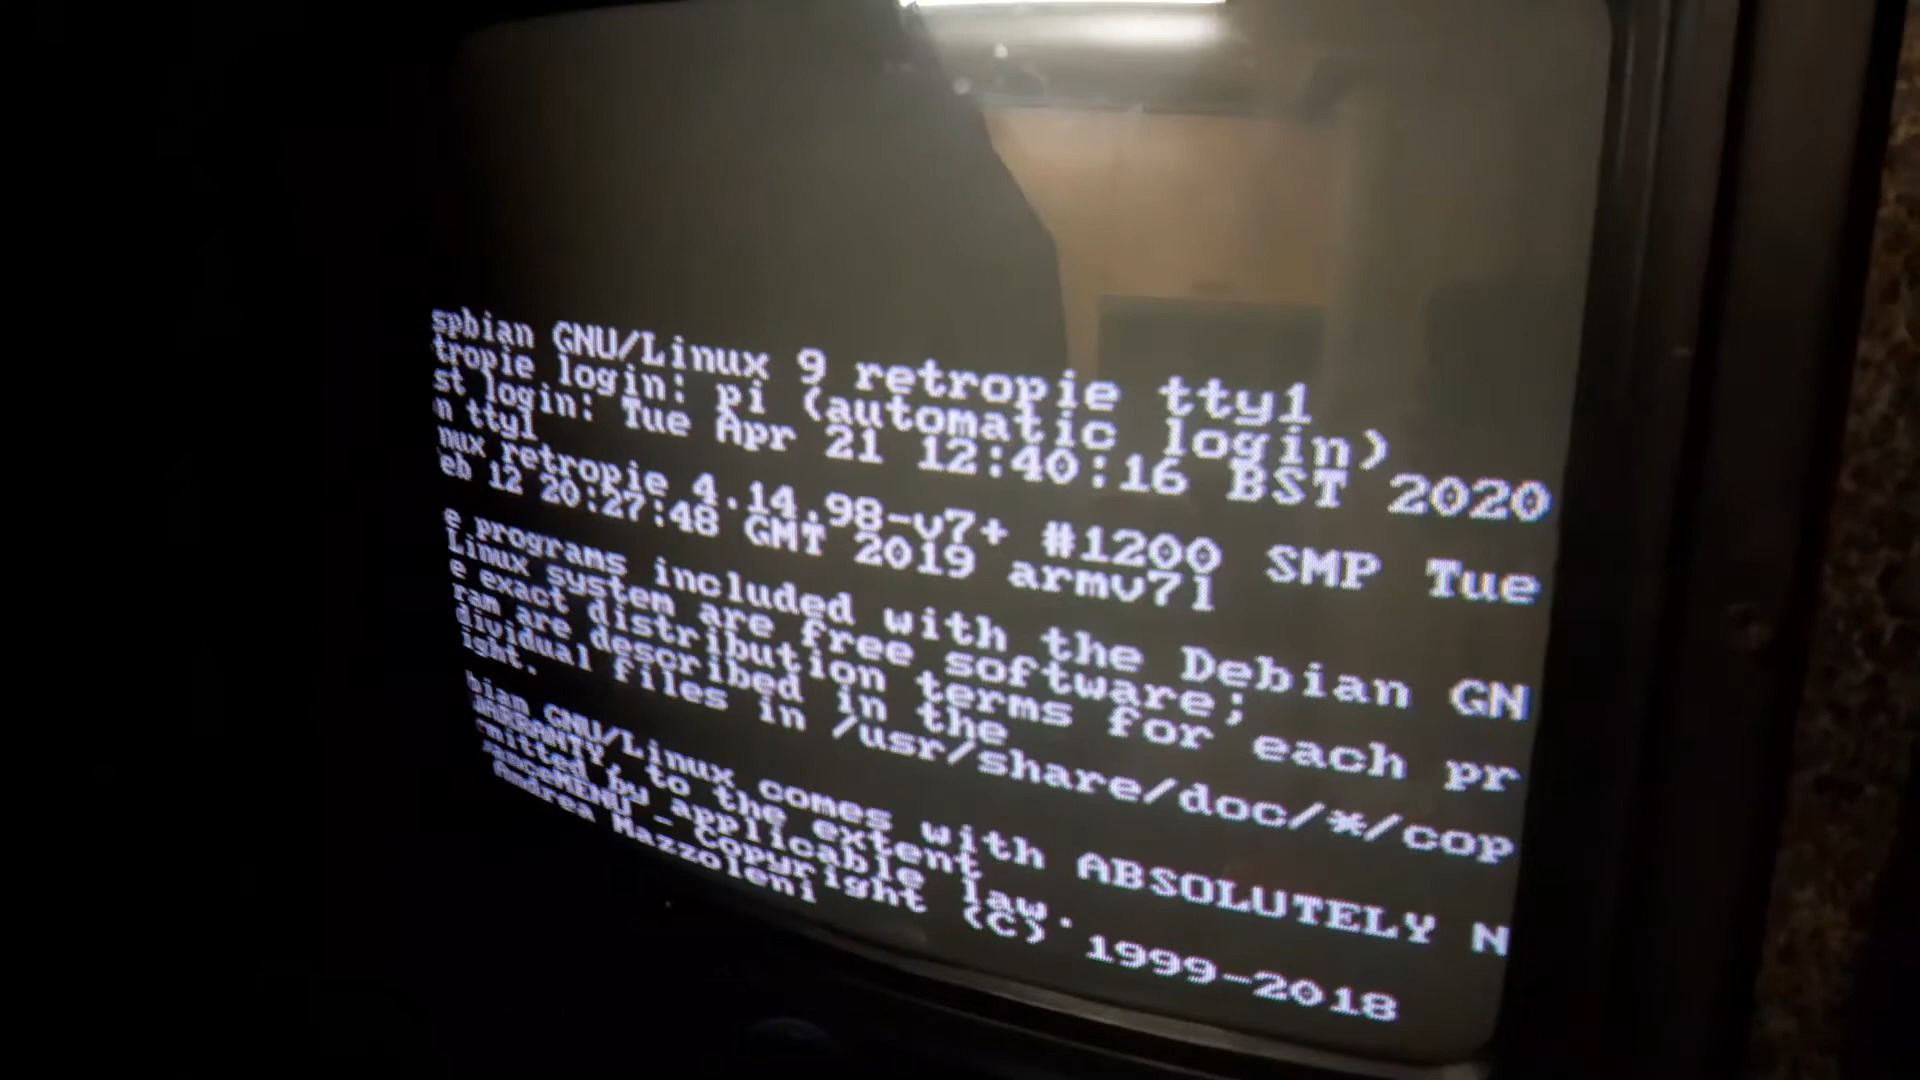 spbian GNU/Linux 9 retropie tty1
tropie login: pi (automatic login)
st login: Tue Apr 21 12:40:16 BST 2020
n tty1
nux retropie 4.14.98-v7+ #1200 SMP Tue
eb 12 20:27:48 GMT 2019 armv7l
e programs included with the Debian GN
Linux system are free software;
e exact distribution terms for each pr
ram are described in the
dividual files in /usr/share/doc/*/cop
ight.
bian GNU/Linux comes with ABSOLUTELY N
WARRANTY, to the extent
mitted by applicable law.
anceMENU - Copyright (C) 1999-2018
Andrea Mazzoleni